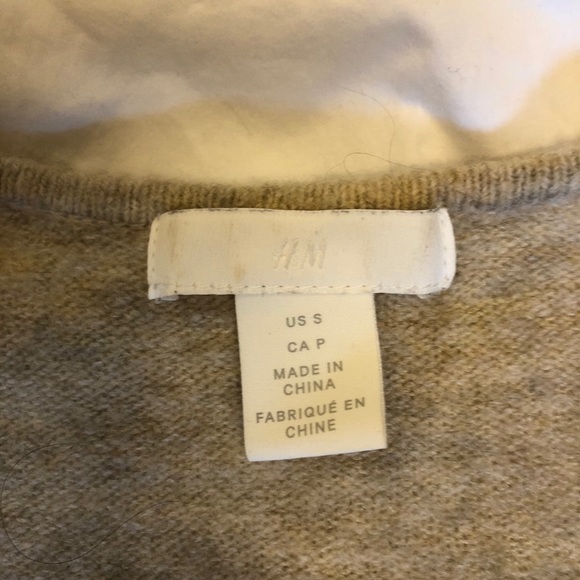 H&M
US S
CA P
MADE IN
CHINA
FABRIQUÉ EN
CHINE